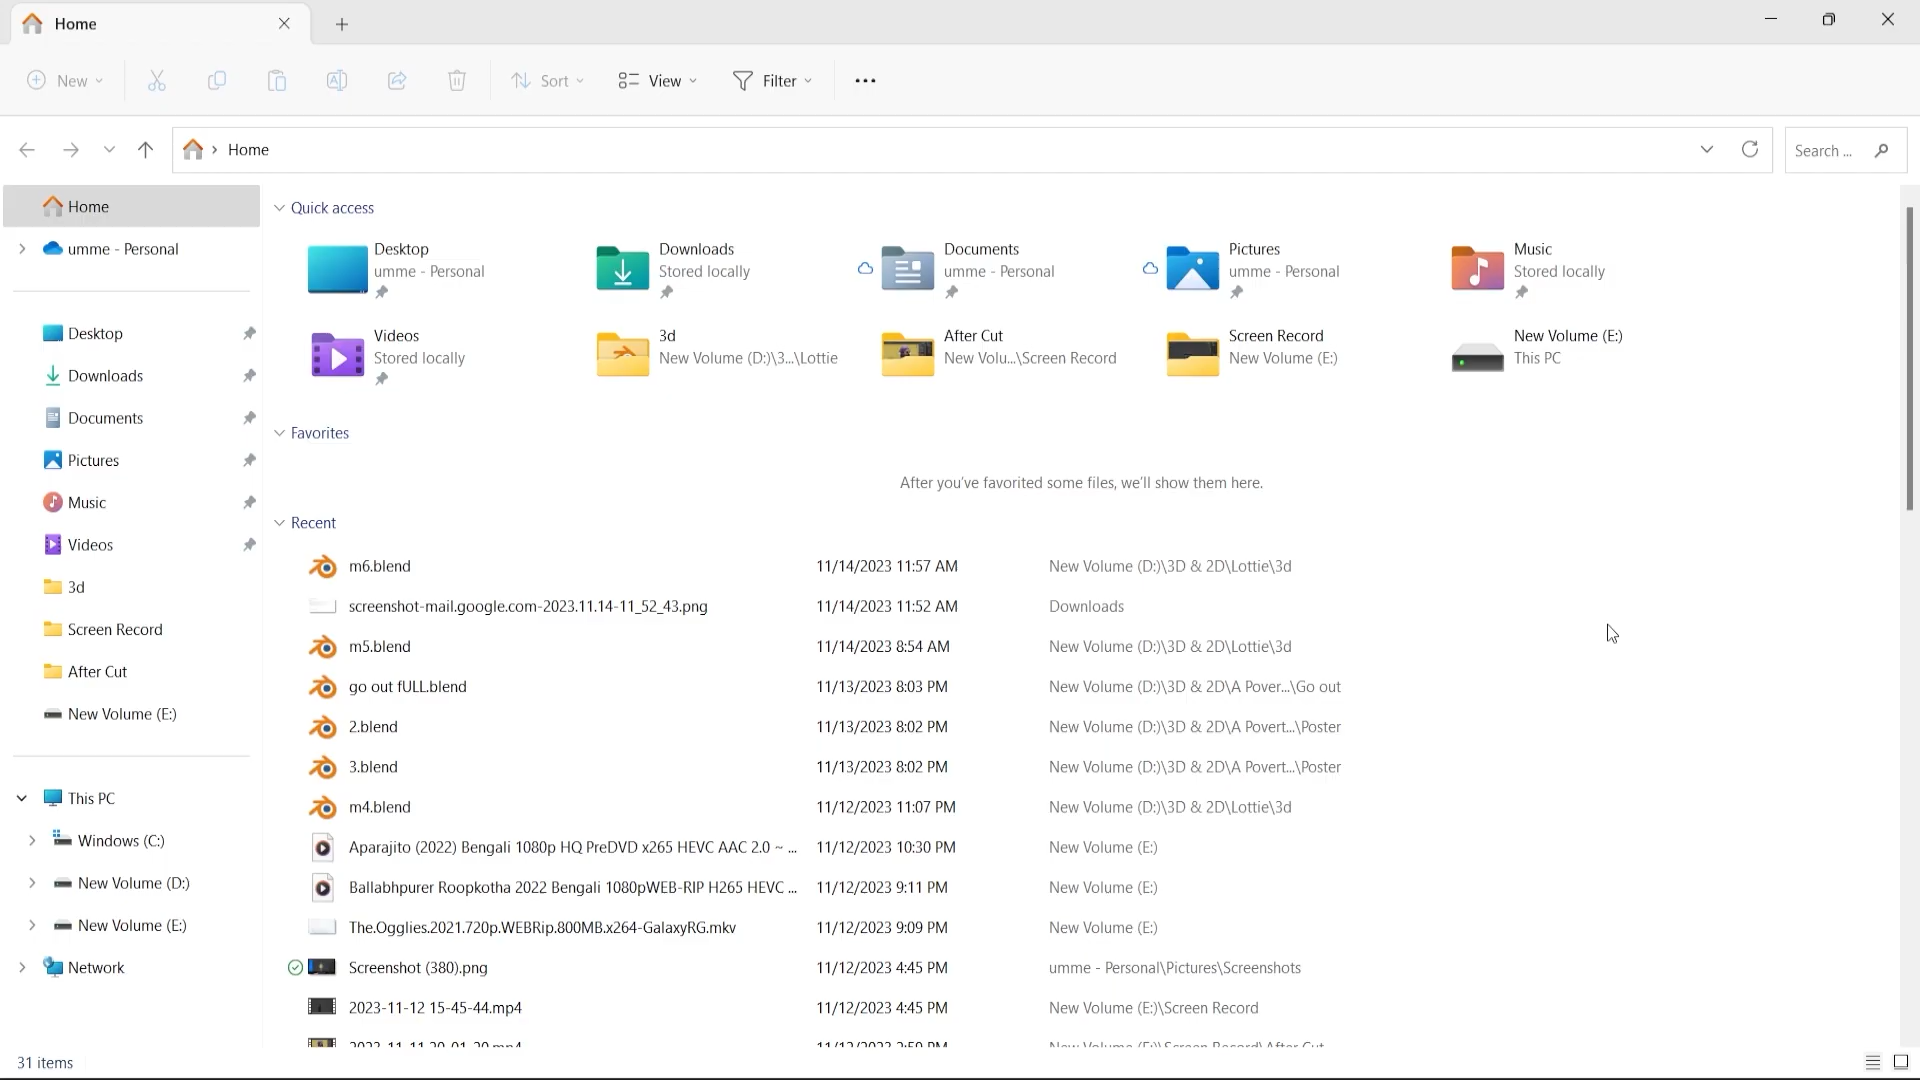 Home
New
Sort
View
Filter
Home
Search ...
Home
umme - Personal
Desktop
Downloads
Documents
Pictures
Music
Videos
3d
Screen Record
After Cut
New Volume (E:)
This PC
Windows (C:)
New Volume (D:)
New Volume (E:)
Network
Quick access
Desktop
umme - Personal
Downloads
Stored locally
Documents
umme - Personal
Pictures
umme - Personal
Music
Stored locally
Videos
Stored locally
3d
New Volume (D:)\3...\Lottie
After Cut
New Volu...\Screen Record
Screen Record
New Volume (E:)
New Volume (E:)
This PC
Favorites
After you've favorited some files, we'll show them here.
Recent
m6.blend 11/14/2023 11:57 AM New Volume (D:)\3D & 2D\Lottie\3d
screenshot-mail.google.com-2023.11.14-11_52_43.png 11/14/2023 11:52 AM Downloads
m5.blend 11/14/2023 8:54 AM New Volume (D:)\3D & 2D\Lottie\3d
go out fULL.blend 11/13/2023 8:03 PM New Volume (D:)\3D & 2D\A Pover...\Go out
2.blend 11/13/2023 8:02 PM New Volume (D:)\3D & 2D\A Povert...\Poster
3.blend 11/13/2023 8:02 PM New Volume (D:)\3D & 2D\A Povert...\Poster
m4.blend 11/12/2023 11:07 PM New Volume (D:)\3D & 2D\Lottie\3d
Aparajito (2022) Bengali 1080p HQ PreDVD x265 HEVC AAC 2.0 ~ ... 11/12/2023 10:30 PM New Volume (E:)
Ballabhpurer Roopkotha 2022 Bengali 1080pWEB-RIP H265 HEVC ... 11/12/2023 9:11 PM New Volume (E:)
The.Ogglies.2021.720p.WEBRip.800MB.x264-GalaxyRG.mkv 11/12/2023 9:09 PM New Volume (E:)
Screenshot (380).png 11/12/2023 4:45 PM umme - Personal\Pictures\Screenshots
2023-11-12 15-45-44.mp4 11/12/2023 4:45 PM New Volume (E:)\Screen Record
31 items